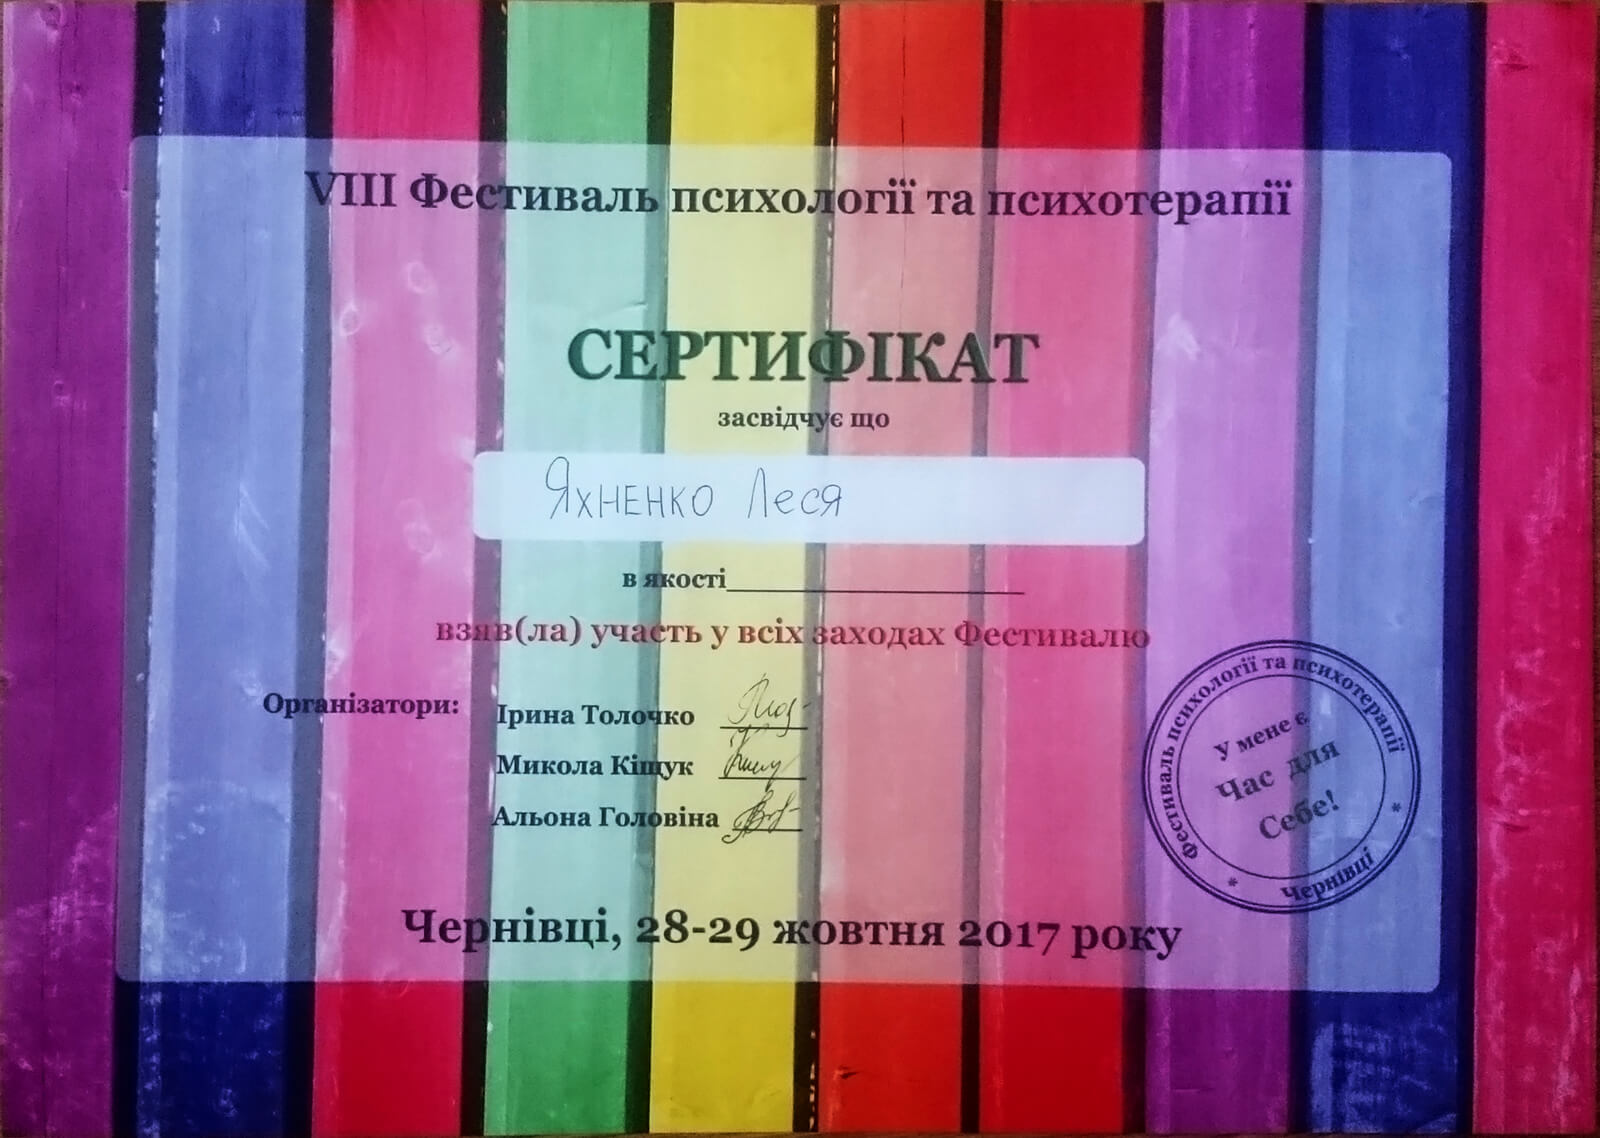 VIII Фестиваль психології та психотерапії
СЕРТИФІКАТ
засвідчує що
Яхненко Леся
в якості
взяв(ла) участь у всіх заходах Фестивалю
Організатори:
Ірина Толочко
Микола Кіщук
Альона Головіна
Фестиваль психології та психотерапії
У мене є
Час для
Себе!
* Чернівці *
Чернівці, 28-29 жовтня 2017 року